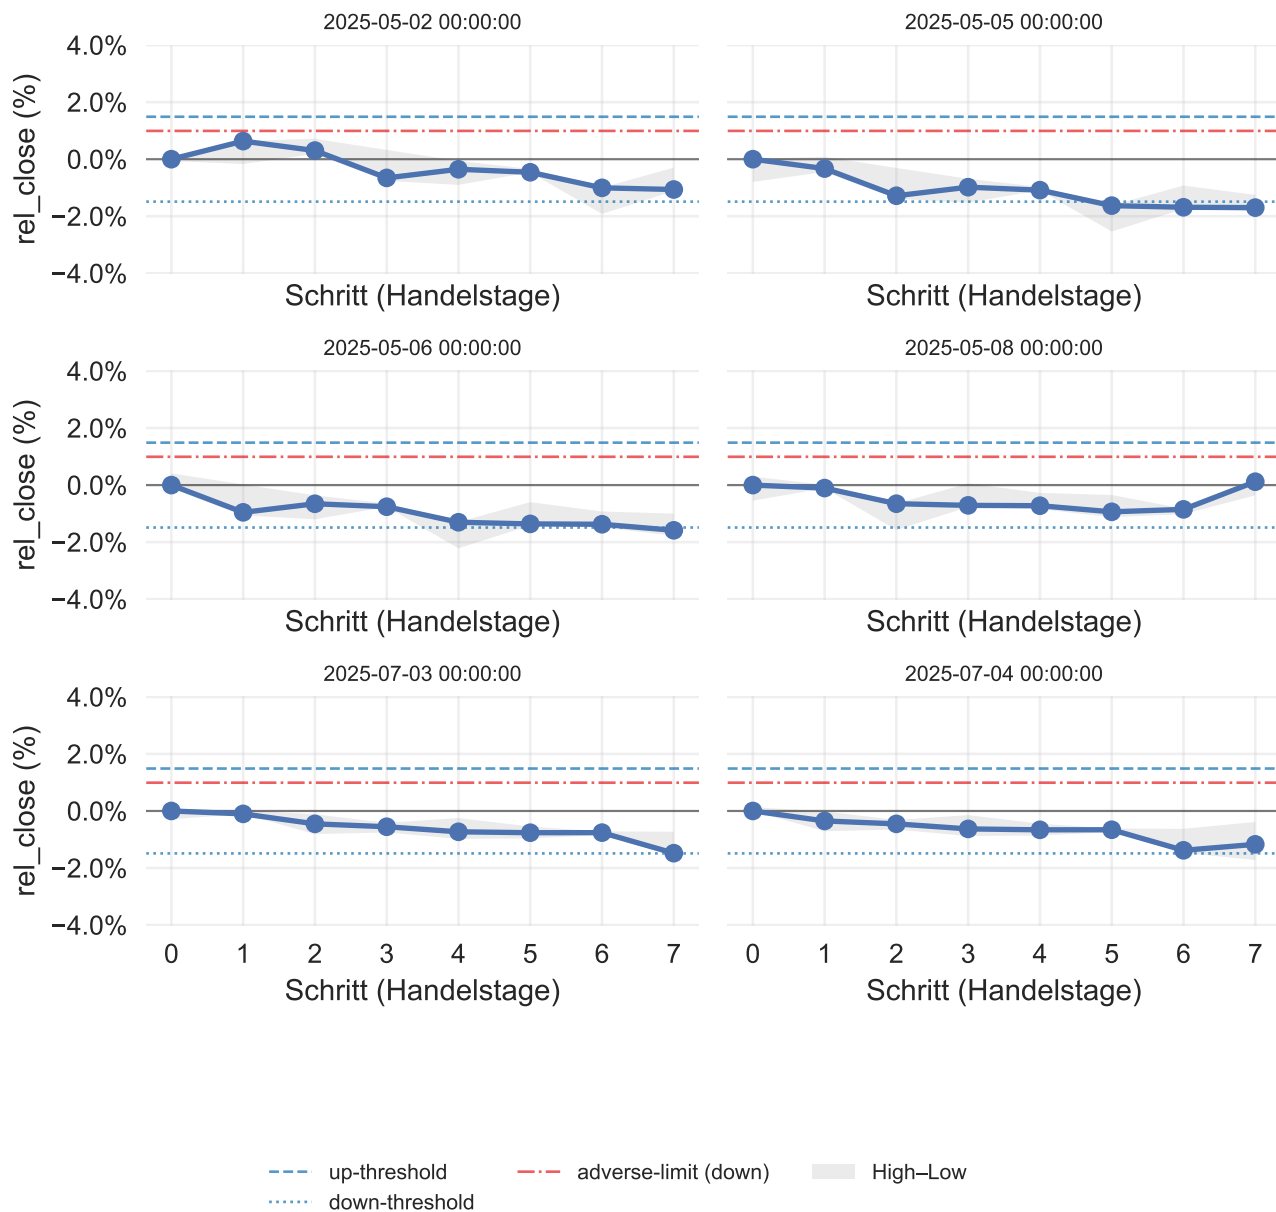 2025-05-02 00:00:00
4.0%
2.0%
0.0%
−2.0%
−4.0%
rel_close (%)
Schritt (Handelstage)
2025-05-05 00:00:00
Schritt (Handelstage)
2025-05-06 00:00:00
4.0%
2.0%
0.0%
−2.0%
−4.0%
rel_close (%)
Schritt (Handelstage)
2025-05-08 00:00:00
Schritt (Handelstage)
2025-07-03 00:00:00
4.0%
2.0%
0.0%
−2.0%
−4.0%
rel_close (%)
0 1 2 3 4 5 6 7
Schritt (Handelstage)
2025-07-04 00:00:00
0 1 2 3 4 5 6 7
Schritt (Handelstage)
up-threshold
down-threshold
adverse-limit (down)
High–Low